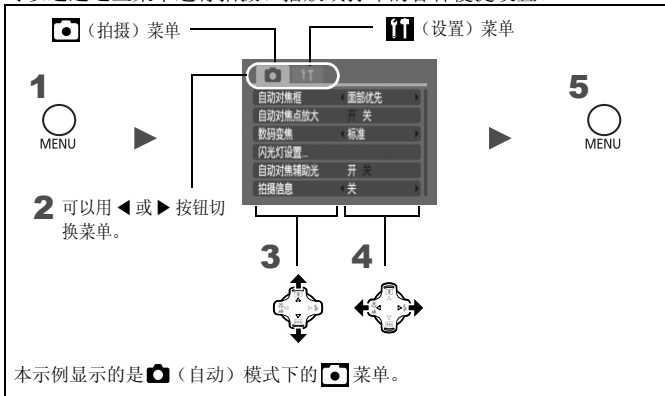 （拍摄）菜单
（设置）菜单
1
MENU
自动对焦框 面部优先
自动对焦点放大 开 关
数码变焦 标准
闪光灯设置...
自动对焦辅助光 开 关
拍摄信息 关
5
MENU
2 可以用◀或▶按钮切
换菜单。
3
4
本示例显示的是（自动）模式下的菜单。